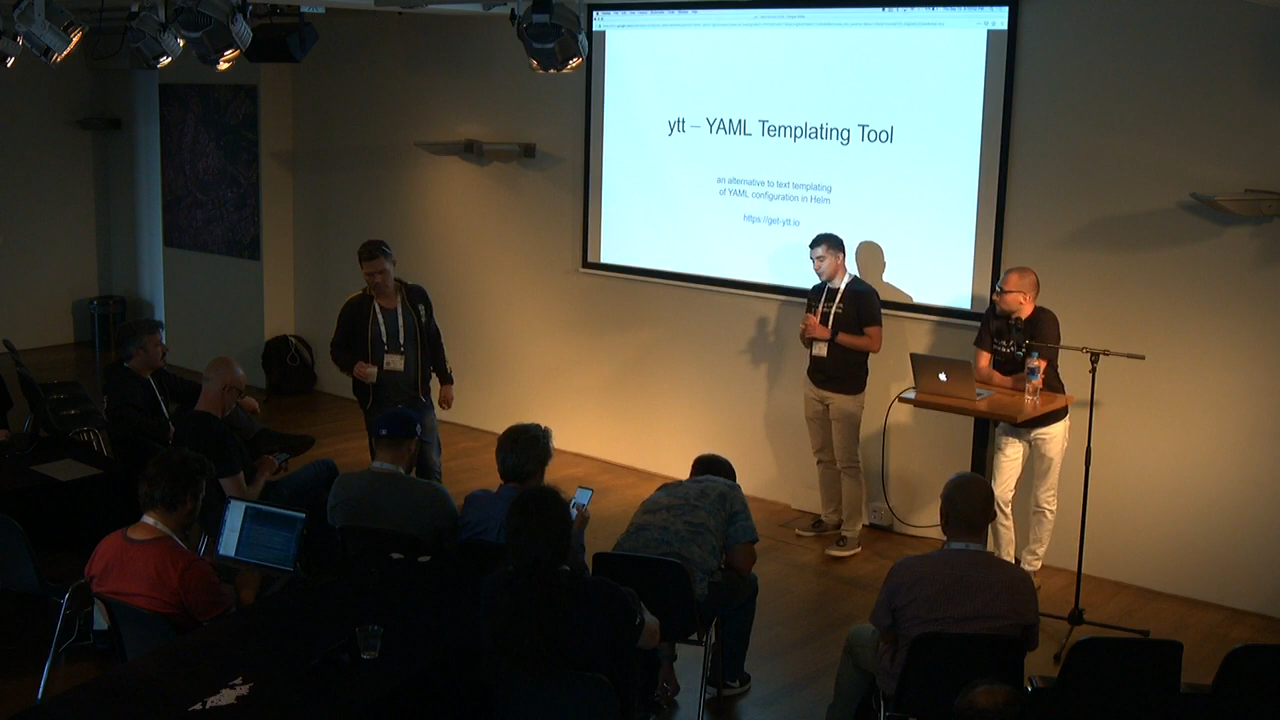 ytt – YAML Templating Tool
an alternative to text templating
of YAML configuration in Helm
https://get-ytt.io